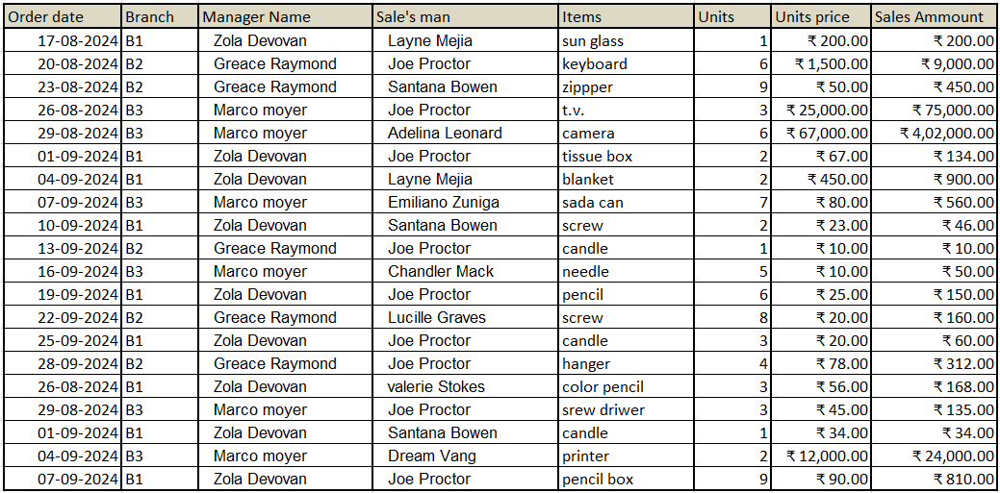 Order date Branch Manager Name Sale's man Items Units Units price Sales Ammount
17-08-2024 B1 Zola Devovan Layne Mejia sun glass 1 ₹ 200.00 ₹ 200.00
20-08-2024 B2 Greace Raymond Joe Proctor keyboard 6 ₹ 1,500.00 ₹ 9,000.00
23-08-2024 B2 Greace Raymond Santana Bowen zippper 9 ₹ 50.00 ₹ 450.00
26-08-2024 B3 Marco moyer Joe Proctor t.v. 3 ₹ 25,000.00 ₹ 75,000.00
29-08-2024 B3 Marco moyer Adelina Leonard camera 6 ₹ 67,000.00 ₹ 4,02,000.00
01-09-2024 B1 Zola Devovan Joe Proctor tissue box 2 ₹ 67.00 ₹ 134.00
04-09-2024 B1 Zola Devovan Layne Mejia blanket 2 ₹ 450.00 ₹ 900.00
07-09-2024 B3 Marco moyer Emiliano Zuniga sada can 7 ₹ 80.00 ₹ 560.00
10-09-2024 B1 Zola Devovan Santana Bowen screw 2 ₹ 23.00 ₹ 46.00
13-09-2024 B2 Greace Raymond Joe Proctor candle 1 ₹ 10.00 ₹ 10.00
16-09-2024 B3 Marco moyer Chandler Mack needle 5 ₹ 10.00 ₹ 50.00
19-09-2024 B1 Zola Devovan Joe Proctor pencil 6 ₹ 25.00 ₹ 150.00
22-09-2024 B2 Greace Raymond Lucille Graves screw 8 ₹ 20.00 ₹ 160.00
25-09-2024 B1 Zola Devovan Joe Proctor candle 3 ₹ 20.00 ₹ 60.00
28-09-2024 B2 Greace Raymond Joe Proctor hanger 4 ₹ 78.00 ₹ 312.00
26-08-2024 B1 Zola Devovan valerie Stokes color pencil 3 ₹ 56.00 ₹ 168.00
29-08-2024 B3 Marco moyer Joe Proctor srew driwer 3 ₹ 45.00 ₹ 135.00
01-09-2024 B1 Zola Devovan Santana Bowen candle 1 ₹ 34.00 ₹ 34.00
04-09-2024 B3 Marco moyer Dream Vang printer 2 ₹ 12,000.00 ₹ 24,000.00
07-09-2024 B1 Zola Devovan Joe Proctor pencil box 9 ₹ 90.00 ₹ 810.00